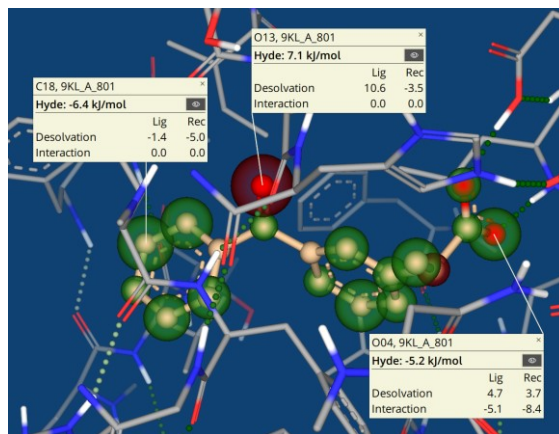 O13, 9KL_A_801 ×
Hyde: 7.1 kJ/mol
Lig Rec
Desolvation 10.6 -3.5
Interaction 0.0 0.0
C18, 9KL_A_801 ×
Hyde: -6.4 kJ/mol
Lig Rec
Desolvation -1.4 -5.0
Interaction 0.0 0.0
O04, 9KL_A_801 ×
Hyde: -5.2 kJ/mol
Lig Rec
Desolvation 4.7 3.7
Interaction -5.1 -8.4